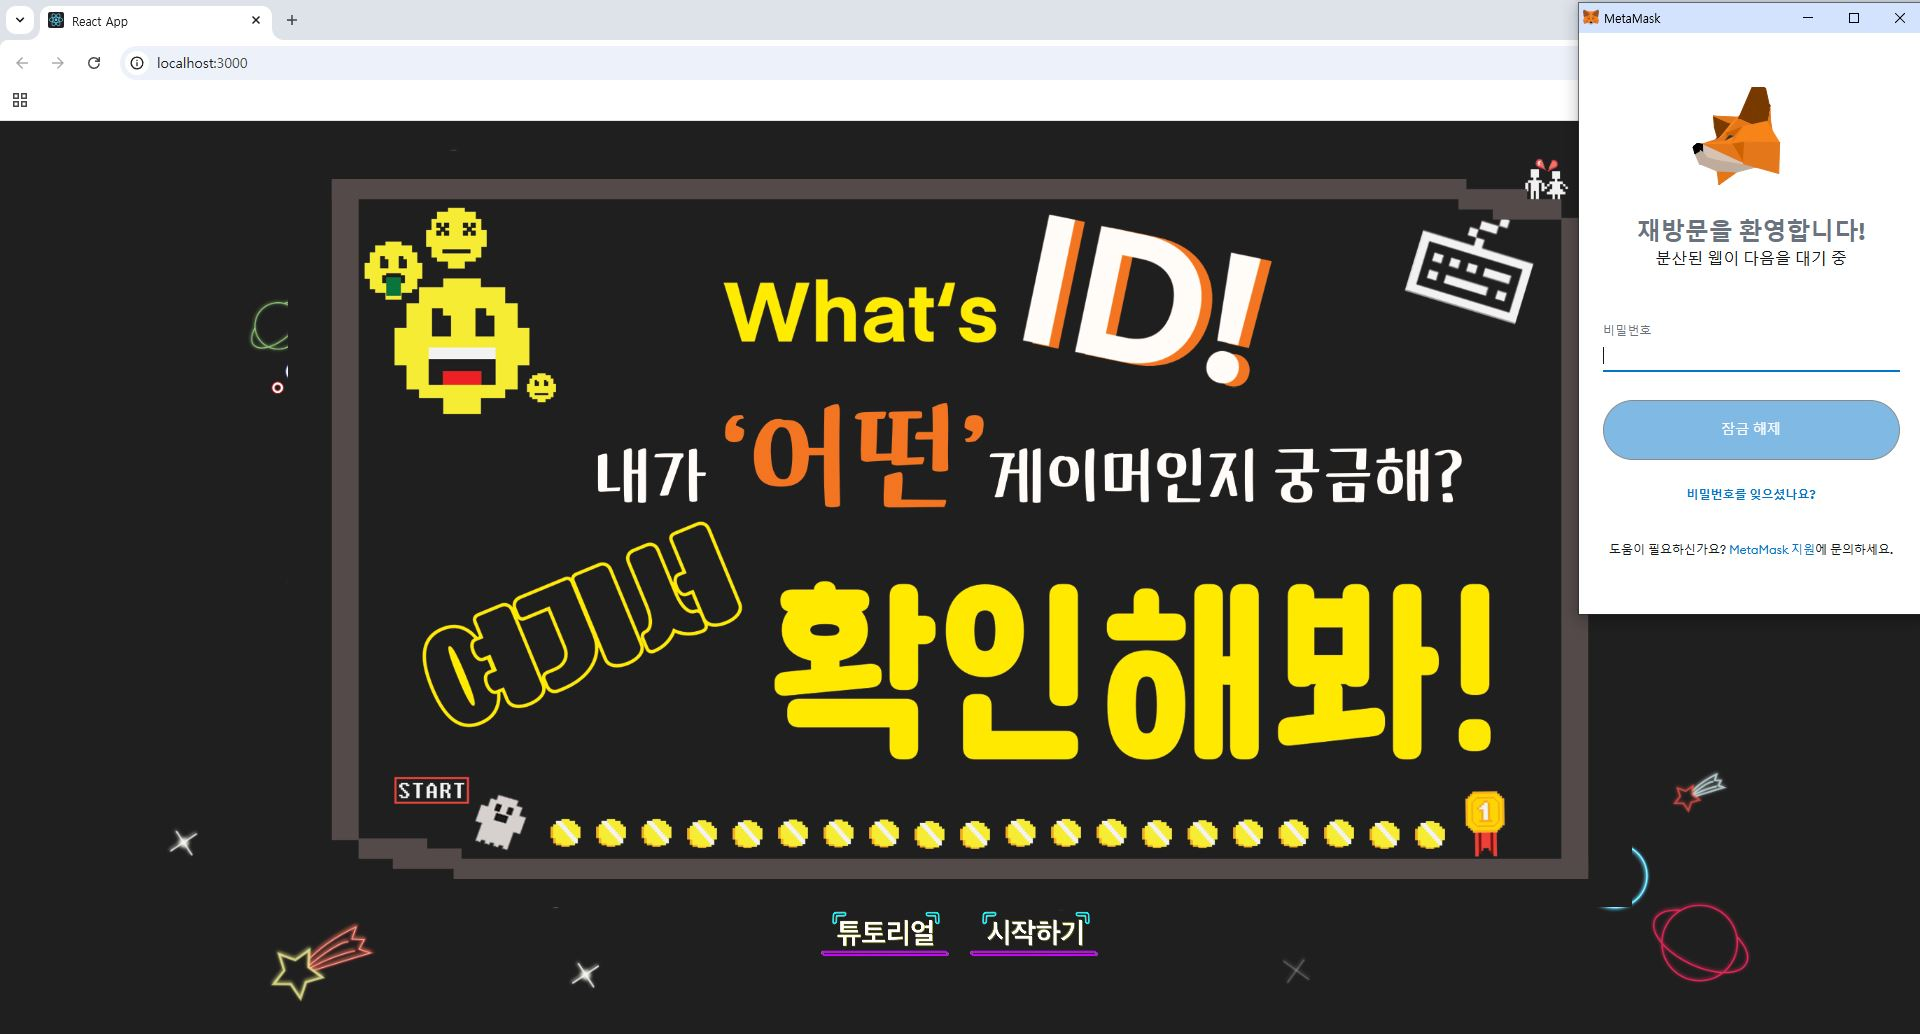 React App
localhost:3000
What's ID!
내가 '어떤' 게이머인지 궁금해?
여기서 확인해봐!
START
1
튜토리얼
시작하기
MetaMask
재방문을 환영합니다!
분산된 웹이 다음을 대기 중
비밀번호
잠금 해제
비밀번호를 잊으셨나요?
도움이 필요하신가요? MetaMask 지원에 문의하세요.